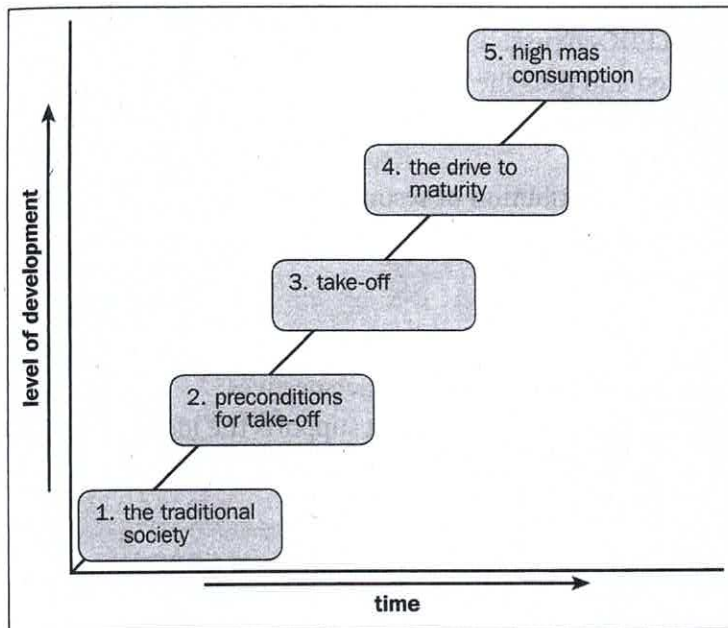 5. high mas
consumption
4. the drive to
maturity
3. take-off
2. preconditions
for take-off
1. the traditional
society
level of development
time